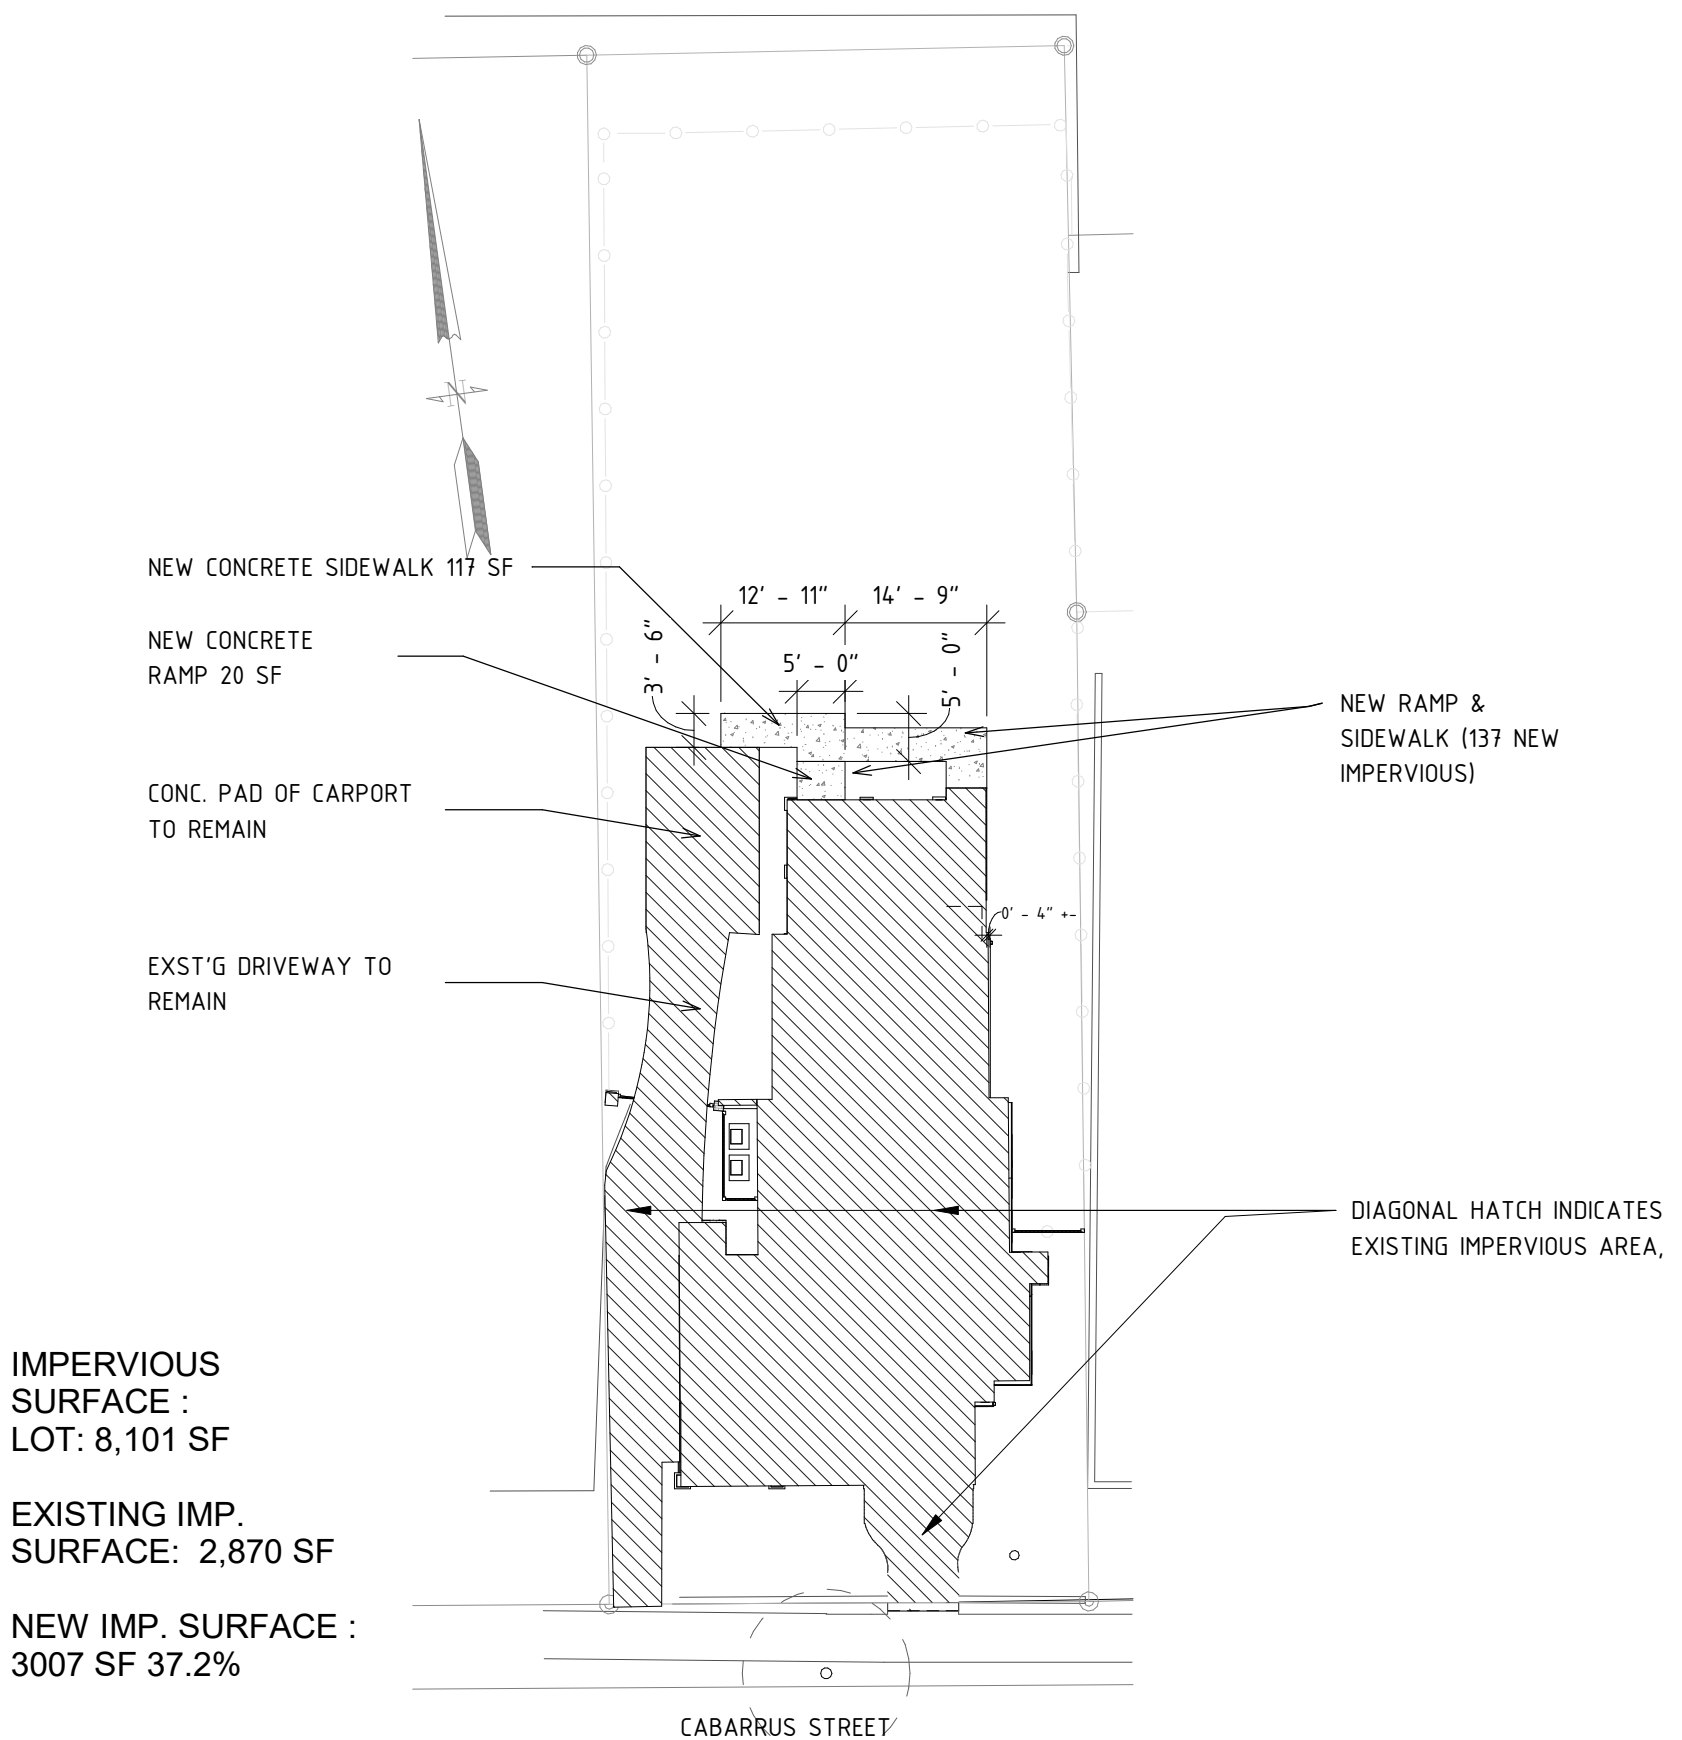 N
NEW CONCRETE SIDEWALK 117 SF
12' - 11"
14' - 9"
3' - 6"
5' - 0"
5' - 0"
NEW CONCRETE
RAMP 20 SF
NEW RAMP &
SIDEWALK (137 NEW
IMPERVIOUS)
CONC. PAD OF CARPORT
TO REMAIN
0' - 4" +-
EXST'G DRIVEWAY TO
REMAIN
DIAGONAL HATCH INDICATES
EXISTING IMPERVIOUS AREA,
IMPERVIOUS
SURFACE :
LOT: 8,101 SF
EXISTING IMP.
SURFACE: 2,870 SF
NEW IMP. SURFACE :
3007 SF 37.2%
CABARRUS STREET